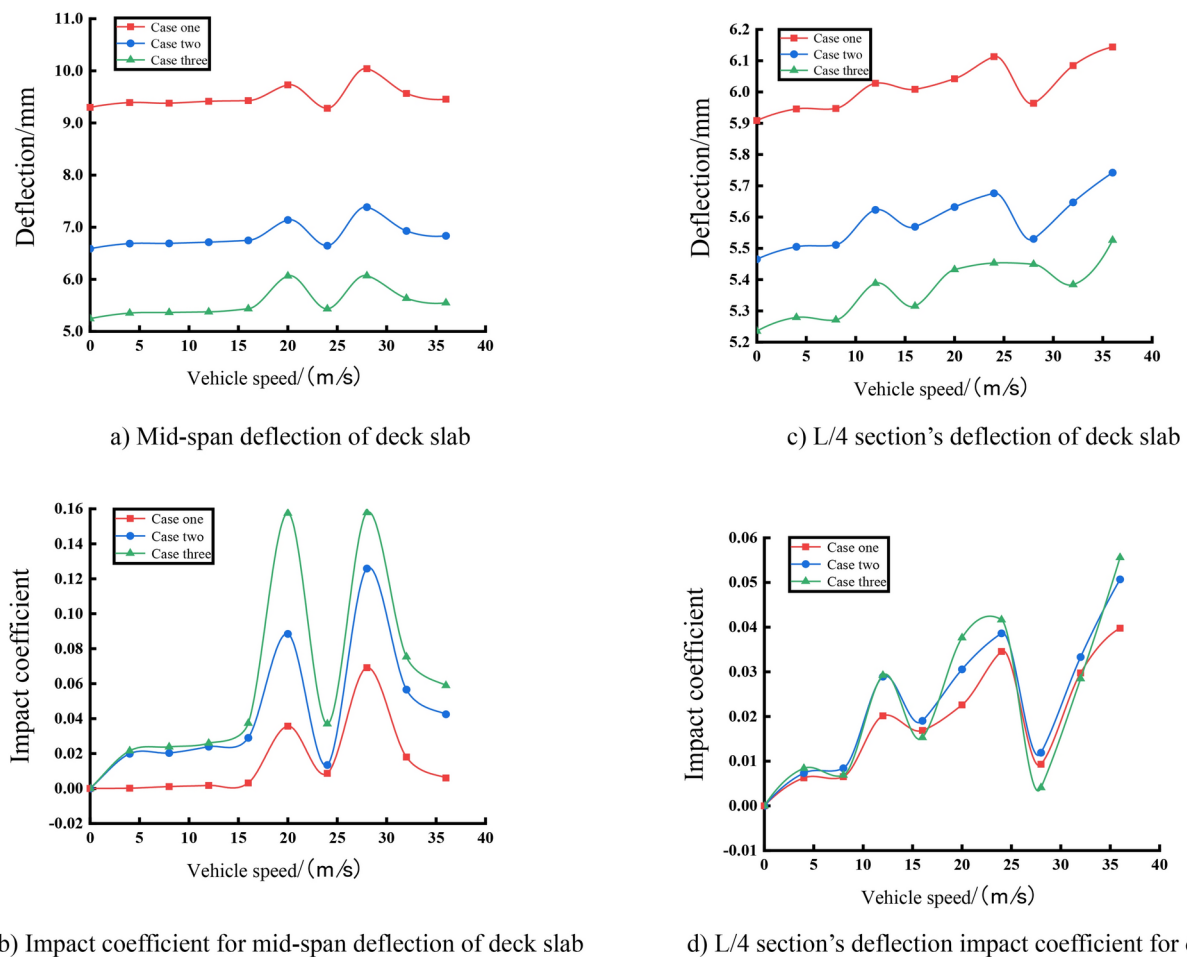 11.0
10.0
9.0
8.0
7.0
6.0
5.0
Deflection/mm
Case one
Case two
Case three
0 5 10 15 20 25 30 35 40
Vehicle speed/(m/s)
a) Mid-span deflection of deck slab
6.2
6.1
6.0
5.9
5.8
5.7
5.6
5.5
5.4
5.3
5.2
Deflection/mm
Case one
Case two
Case three
0 5 10 15 20 25 30 35 40
Vehicle speed/(m/s)
c) L/4 section’s deflection of deck slab
0.16
0.14
0.12
0.10
0.08
0.06
0.04
0.02
0.00
-0.02
Impact coefficient
Case one
Case two
Case three
0 5 10 15 20 25 30 35 40
Vehicle speed/(m/s)
b) Impact coefficient for mid-span deflection of deck slab
0.06
0.05
0.04
0.03
0.02
0.01
0.00
-0.01
Impact coefficient
Case one
Case two
Case three
0 5 10 15 20 25 30 35 40
Vehicle speed/(m/s)
d) L/4 section’s deflection impact coefficient for